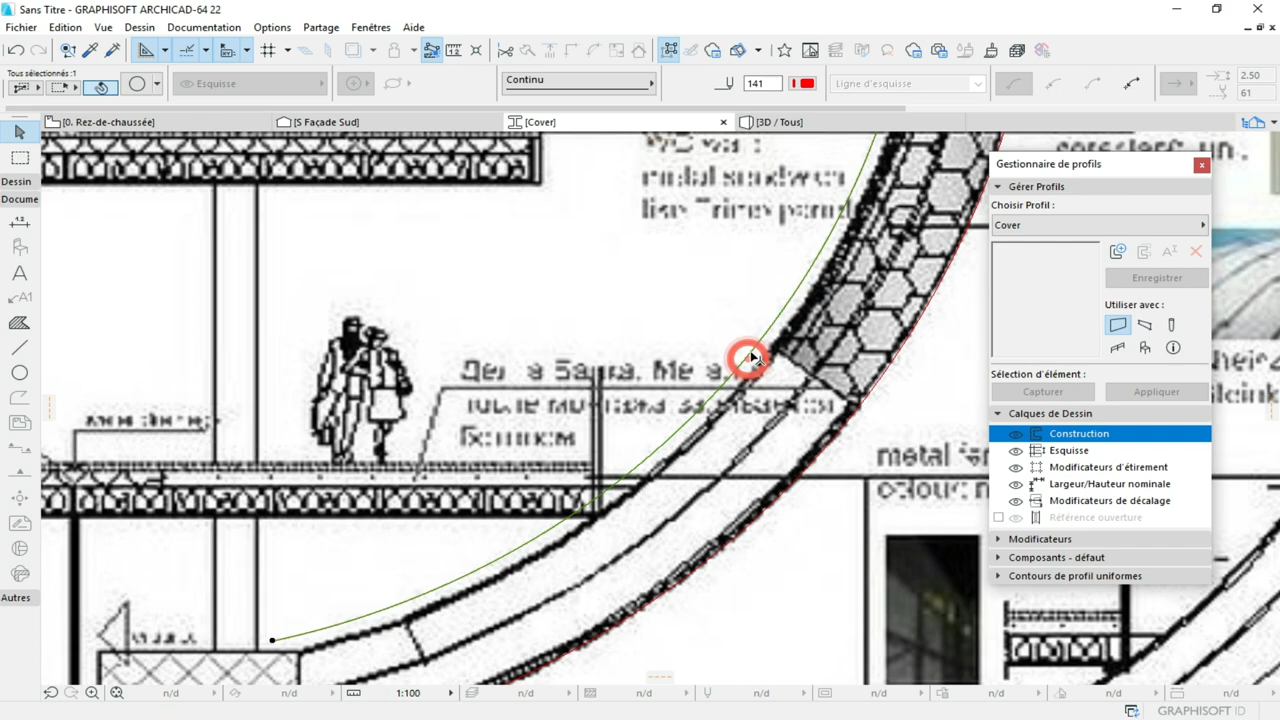 Sans Titre - GRAPHISOFT ARCHICAD-64 22
Fichier Edition Vue Dessin Options Partage Fenêtres Aide
Documentation
Tous sélectionnés :1
Esquisse
Continu
141
Ligne d'esquisse
2.50
61
[0. Rez-de-chaussée]
[S Façade Sud]
[Cover]
[3D / Tous]
Dessin
Docume
A
A1
1.2
Autres
metal
Gestionnaire de profils
Gérer Profils
Choisir Profil :
Cover
Enregistrer
Utiliser avec :
Sélection d'élément :
Capturer
Appliquer
Calques de Dessin
Construction
Esquisse
Modificateurs d'étirement
Largeur/Hauteur nominale
Modificateurs de décalage
Référence ouverture
Modificateurs
Composants - défaut
Contours de profil uniformes
n/d
n/d
1:100
n/d
n/d
n/d
n/d
n/d
n/d
n/d
GRAPHISOFT ID